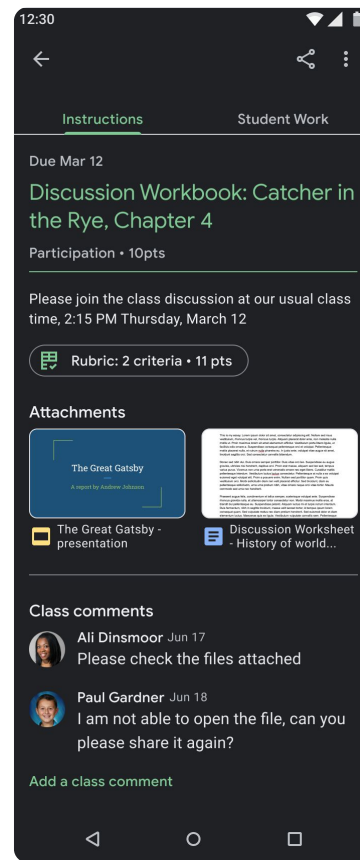 12:30
Instructions
Student Work
Due Mar 12
Discussion Workbook: Catcher in
the Rye, Chapter 4
Participation • 10pts
Please join the class discussion at our usual class
time, 2:15 PM Thursday, March 12
Rubric: 2 criteria • 11 pts
Attachments
The Great Gatsby
A report by Andrew Johnson
The Great Gatsby -
presentation
Discussion Worksheet
- History of world...
Class comments
Ali Dinsmoor Jun 17
Please check the files attached
Paul Gardner Jun 18
I am not able to open the file, can you
please share it again?
Add a class comment